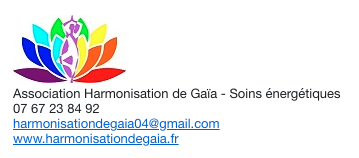 Association Harmonisation de Gaïa - Soins énergétiques
07 67 23 84 92
harmonisationdegaia04@gmail.com
www.harmonisationdegaia.fr